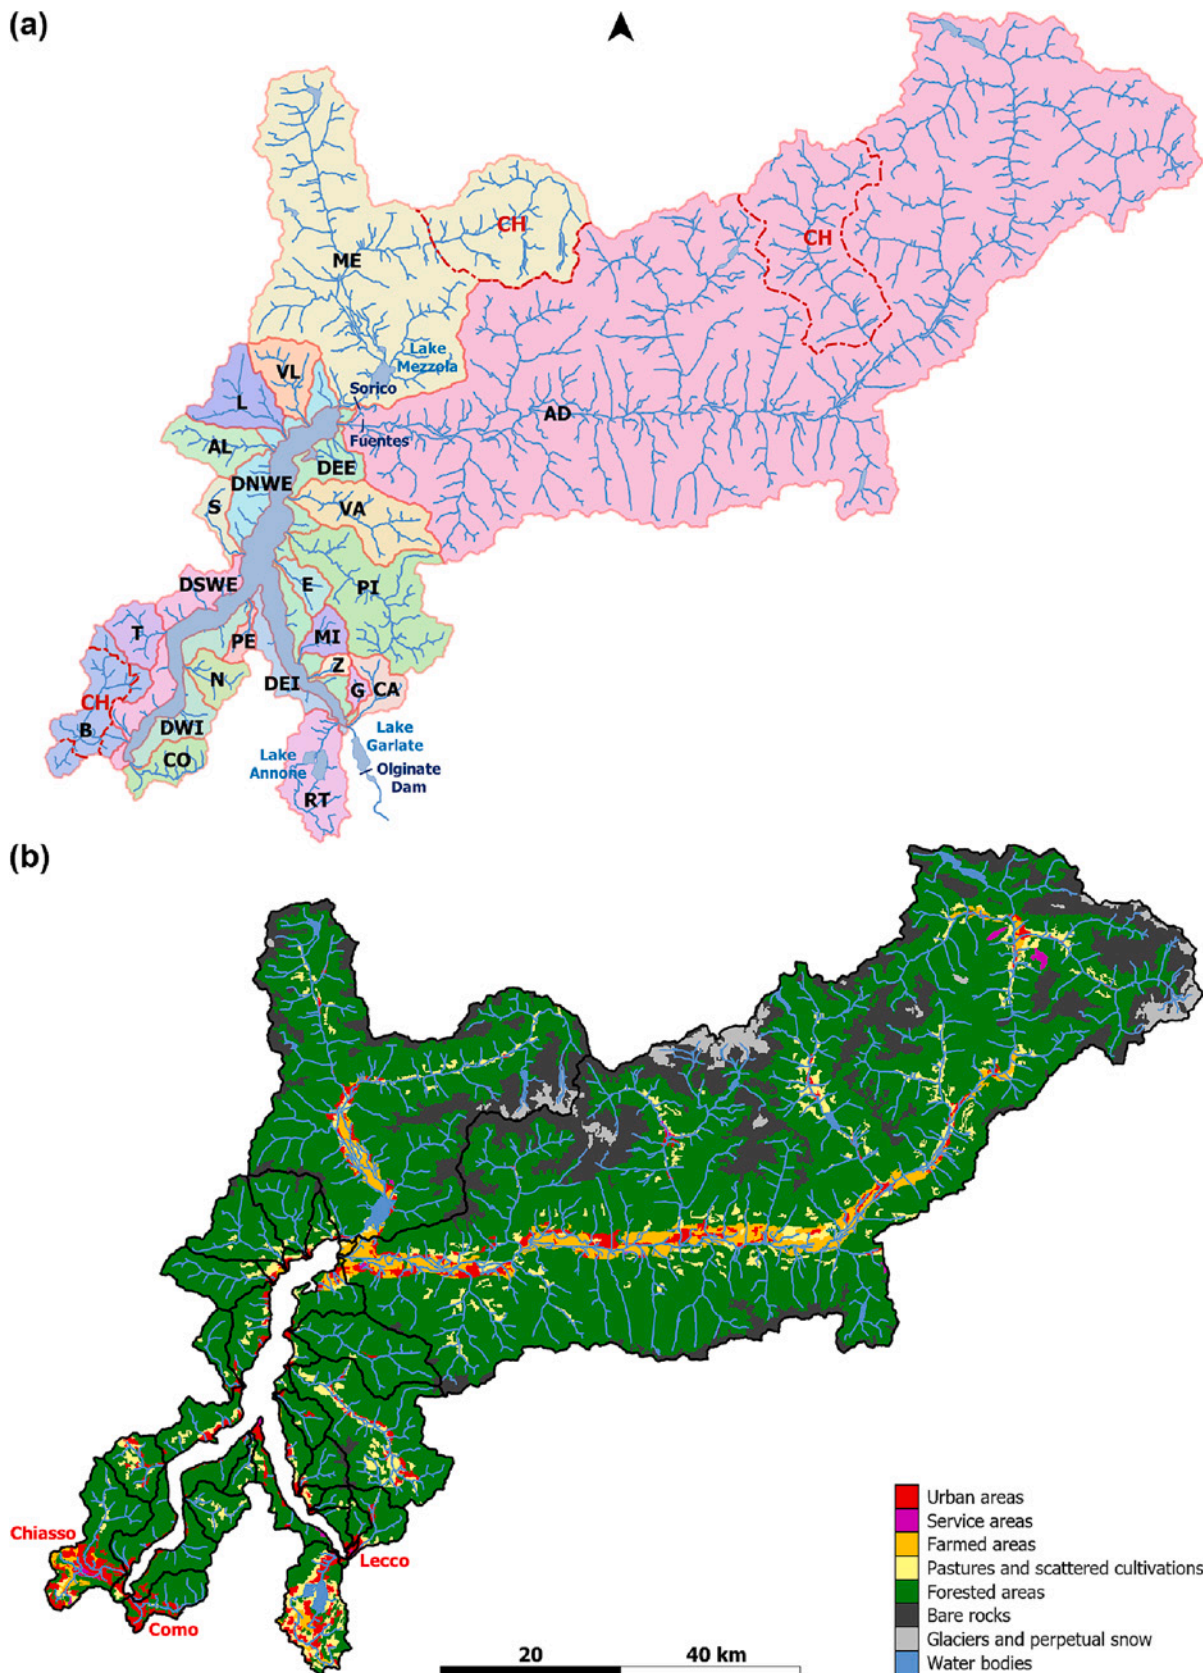 (a)
CH
CH
ME
Lake
Mezzola
VL
Sorico
L
AD
Fuentes
AL
DEE
DNWE
S
VA
DSWE
E
PI
T
PE
MI
Z
N
DEI
G
CA
CH
B
DWI
Lake
Garlate
CO
Lake
Annone
Olginate
Dam
RT
(b)
Chiasso
Lecco
Como
Urban areas
Service areas
Farmed areas
Pastures and scattered cultivations
Forested areas
Bare rocks
Glaciers and perpetual snow
Water bodies
20
40 km